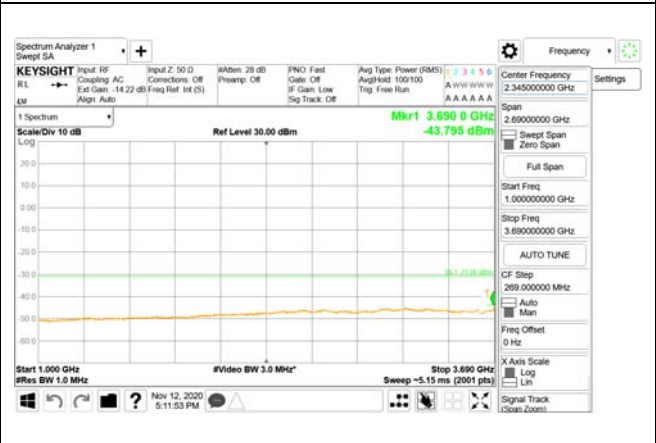 Spectrum Analyzer 1
Swept SA
+
Frequency
KEYSIGHT
RL
LXI
Input: RF
Coupling: AC
Ext Gain: -14.22 dB
Align: Auto
Input Z: 50 Ω
Corrections: Off
Freq Ref: Int (S)
#Atten: 28 dB
Preamp: Off
PNO: Fast
Gate: Off
IF Gain: Low
Sig Track: Off
Avg Type: Power (RMS)
Avg|Hold: 100/100
Trig: Free Run
1 2 3 4 5 6
A W W W W W
A A A A A A
1 Spectrum
Scale/Div 10 dB
Log
Ref Level 30.00 dBm
Mkr1 3.690 0 GHz
-43.795 dBm
20.0
10.0
0.00
-10.0
-20.0
-30.0
-40.0
-50.0
-60.0
1
Start 1.000 GHz
#Res BW 1.0 MHz
#Video BW 3.0 MHz*
Stop 3.690 GHz
Sweep ~5.15 ms (2001 pts)
Nov 12, 2020
5:11:53 PM
?
Center Frequency
2.345000000 GHz
Settings
Span
2.69000000 GHz
Swept Span
Zero Span
Full Span
Start Freq
1.000000000 GHz
Stop Freq
3.690000000 GHz
AUTO TUNE
CF Step
269.000000 MHz
Auto
Man
Freq Offset
0 Hz
X Axis Scale
Log
Lin
Signal Track
(Span Zoom)